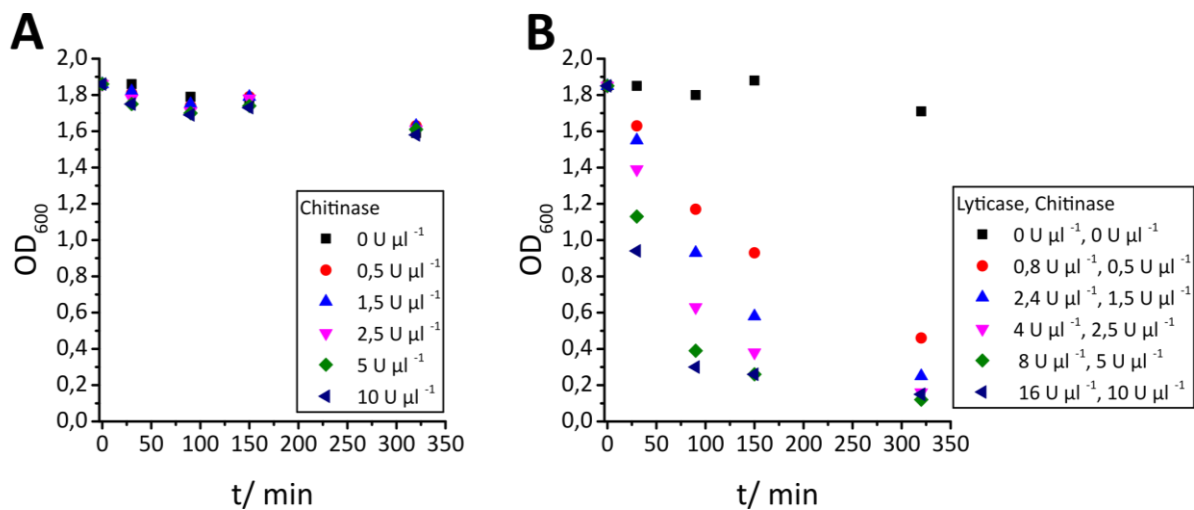 A
OD600
2,0
1,8
1,6
1,4
1,2
1,0
0,8
0,6
0,4
0,2
0,0
0 50 100 150 200 250 300 350
t/ min
Chitinase
0 U µl ⁻¹
0,5 U µl ⁻¹
1,5 U µl ⁻¹
2,5 U µl ⁻¹
5 U µl ⁻¹
10 U µl ⁻¹
B
OD600
2,0
1,8
1,6
1,4
1,2
1,0
0,8
0,6
0,4
0,2
0,0
0 50 100 150 200 250 300 350
t/ min
Lyticase, Chitinase
0 U µl ⁻¹, 0 U µl ⁻¹
0,8 U µl ⁻¹, 0,5 U µl ⁻¹
2,4 U µl ⁻¹, 1,5 U µl ⁻¹
4 U µl ⁻¹, 2,5 U µl ⁻¹
8 U µl ⁻¹, 5 U µl ⁻¹
16 U µl ⁻¹, 10 U µl ⁻¹